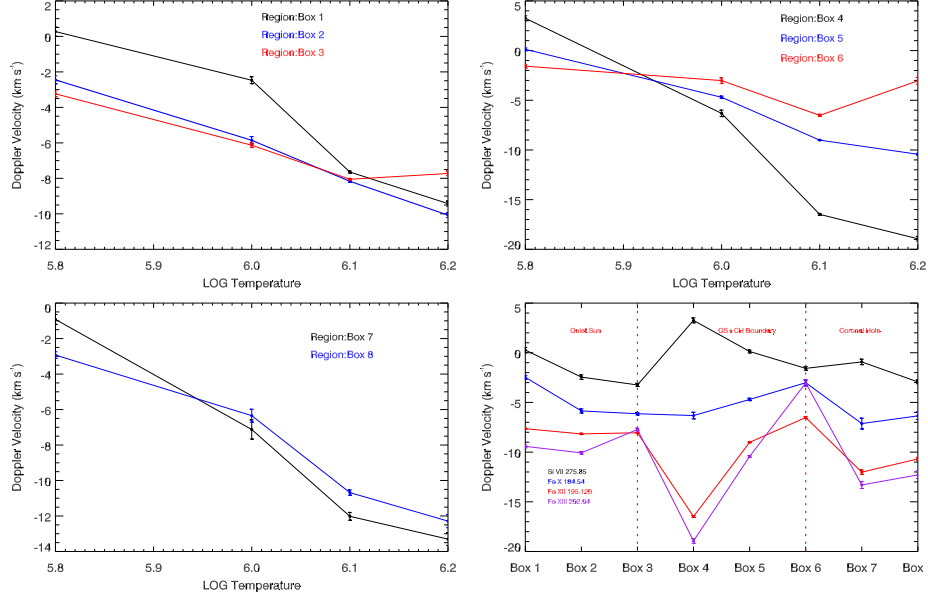 2
0
-2
-4
-6
-8
-10
-12
Doppler Velocity (km s⁻¹)
Region:Box 1
Region:Box 2
Region:Box 3
5.8 5.9 6.0 6.1 6.2
LOG Temperature
5
0
-5
-10
-15
-20
Doppler Velocity (km s⁻¹)
Region:Box 4
Region:Box 5
Region:Box 6
5.8 5.9 6.0 6.1 6.2
LOG Temperature
0
-2
-4
-6
-8
-10
-12
-14
Doppler Velocity (km s⁻¹)
Region:Box 7
Region:Box 8
5.8 5.9 6.0 6.1 6.2
LOG Temperature
5
0
-5
-10
-15
-20
Doppler Velocity (km s⁻¹)
Quiet Sun
Boundary
Coronal Hole
Si VII 275.85
Fe X 184.54
Fe XII 195.120
Fe XIII 202.04
Box 1 Box 2 Box 3 Box 4 Box 5 Box 6 Box 7 Box